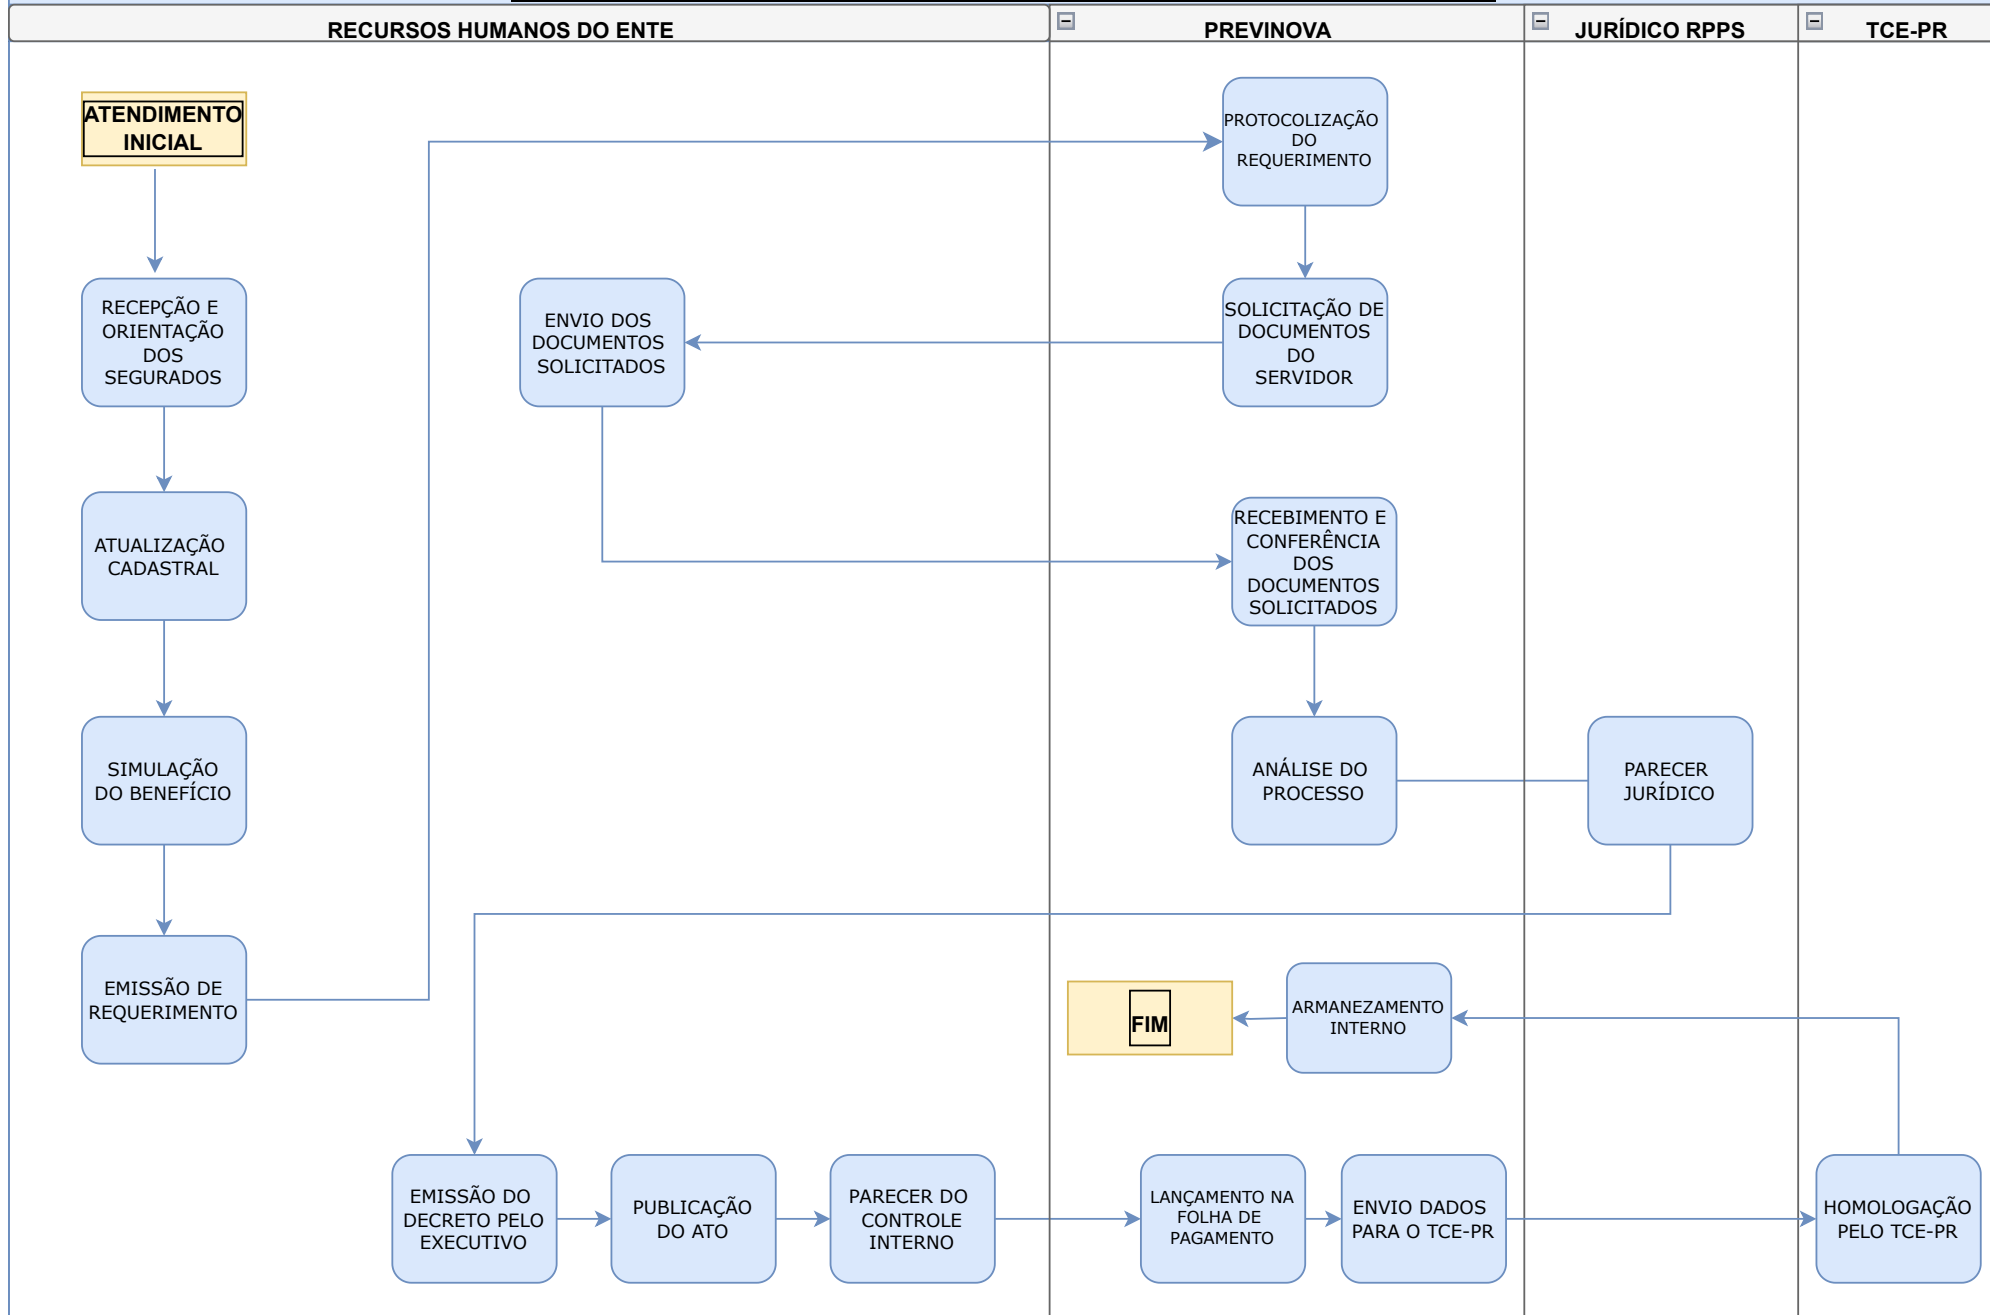 RECURSOS HUMANOS DO ENTE
PREVINOVA
JURÍDICO RPPS
TCE-PR
ATENDIMENTO
INICIAL
RECEPÇÃO E
ORIENTAÇÃO
DOS
SEGURADOS
ATUALIZAÇÃO
CADASTRAL
SIMULAÇÃO
DO BENEFÍCIO
EMISSÃO DE
REQUERIMENTO
PROTOCOLIZAÇÃO
DO
REQUERIMENTO
SOLICITAÇÃO DE
DOCUMENTOS
DO
SERVIDOR
ENVIO DOS
DOCUMENTOS
SOLICITADOS
RECEBIMENTO E
CONFERÊNCIA
DOS
DOCUMENTOS
SOLICITADOS
ANÁLISE DO
PROCESSO
PARECER
JURÍDICO
EMISSÃO DO
DECRETO PELO
EXECUTIVO
PUBLICAÇÃO
DO ATO
PARECER DO
CONTROLE
INTERNO
LANÇAMENTO NA
FOLHA DE
PAGAMENTO
ENVIO DADOS
PARA O TCE-PR
HOMOLOGAÇÃO
PELO TCE-PR
ARMANEZAMENTO
INTERNO
FIM